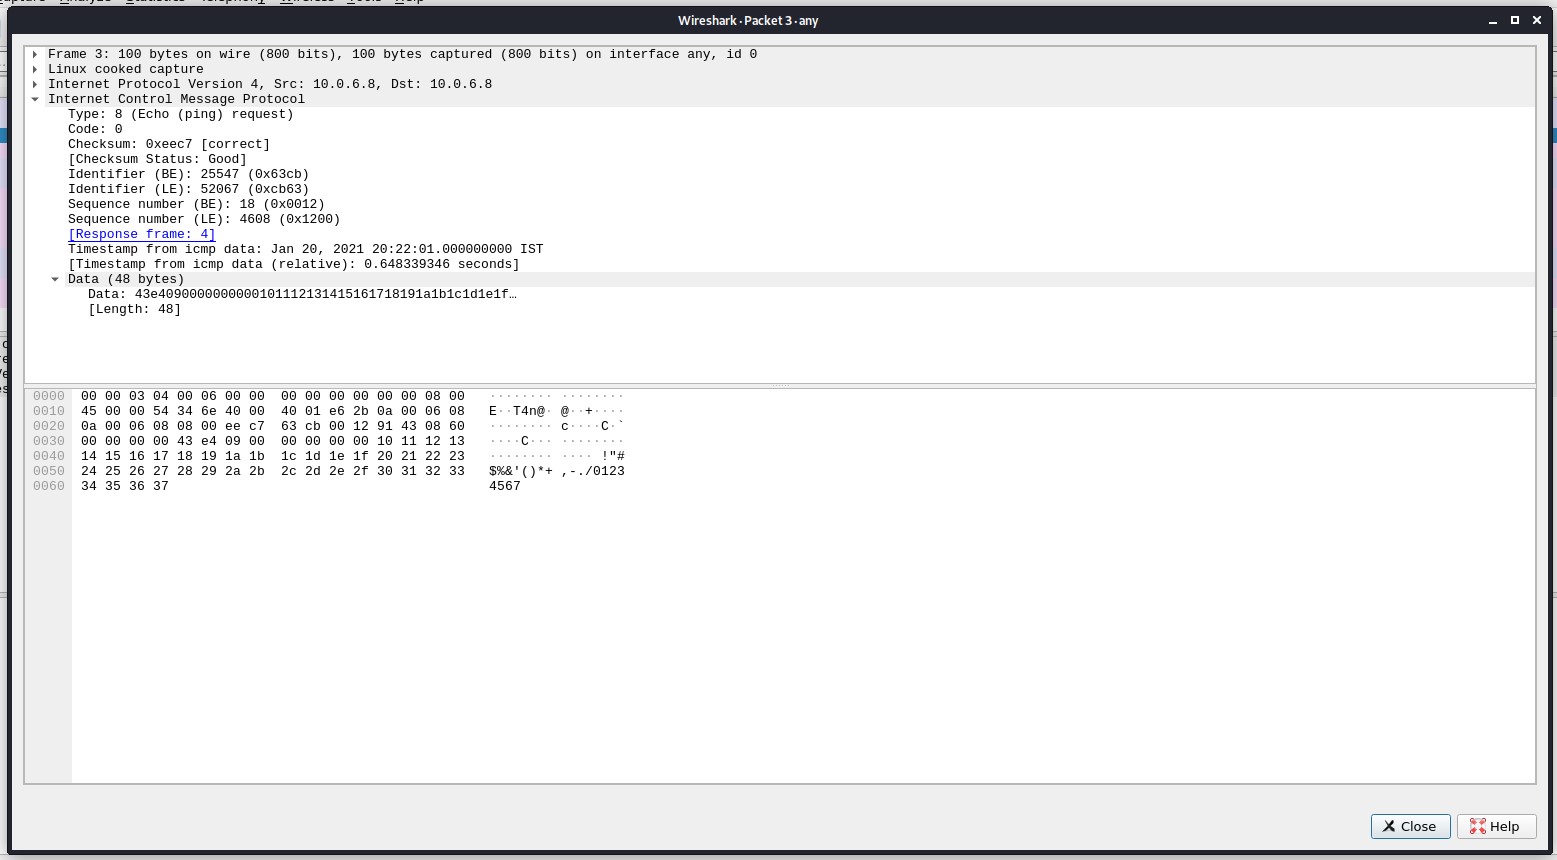 Wireshark · Packet 3 · any
Frame 3: 100 bytes on wire (800 bits), 100 bytes captured (800 bits) on interface any, id 0
Linux cooked capture
Internet Protocol Version 4, Src: 10.0.6.8, Dst: 10.0.6.8
Internet Control Message Protocol
Type: 8 (Echo (ping) request)
Code: 0
Checksum: 0xeec7 [correct]
[Checksum Status: Good]
Identifier (BE): 25547 (0x63cb)
Identifier (LE): 52067 (0xcb63)
Sequence number (BE): 18 (0x0012)
Sequence number (LE): 4608 (0x1200)
[Response frame: 4]
Timestamp from icmp data: Jan 20, 2021 20:22:01.000000000 IST
[Timestamp from icmp data (relative): 0.648339346 seconds]
Data (48 bytes)
Data: 43e4090000000000101112131415161718191a1b1c1d1e1f…
[Length: 48]
0000 00 00 03 04 00 06 00 00 00 00 00 00 00 00 08 00 ········ ········
0010 45 00 00 54 34 6e 40 00 40 01 e6 2b 0a 00 06 08 E··T4n@· @··+····
0020 0a 00 06 08 08 00 ee c7 63 cb 00 12 91 43 08 60 ········ c····C·`
0030 00 00 00 00 43 e4 09 00 00 00 00 00 10 11 12 13 ····C··· ········
0040 14 15 16 17 18 19 1a 1b 1c 1d 1e 1f 20 21 22 23 ········ ···· !"#
0050 24 25 26 27 28 29 2a 2b 2c 2d 2e 2f 30 31 32 33 $%&'()*+ ,-./0123
0060 34 35 36 37 4567
Close Help